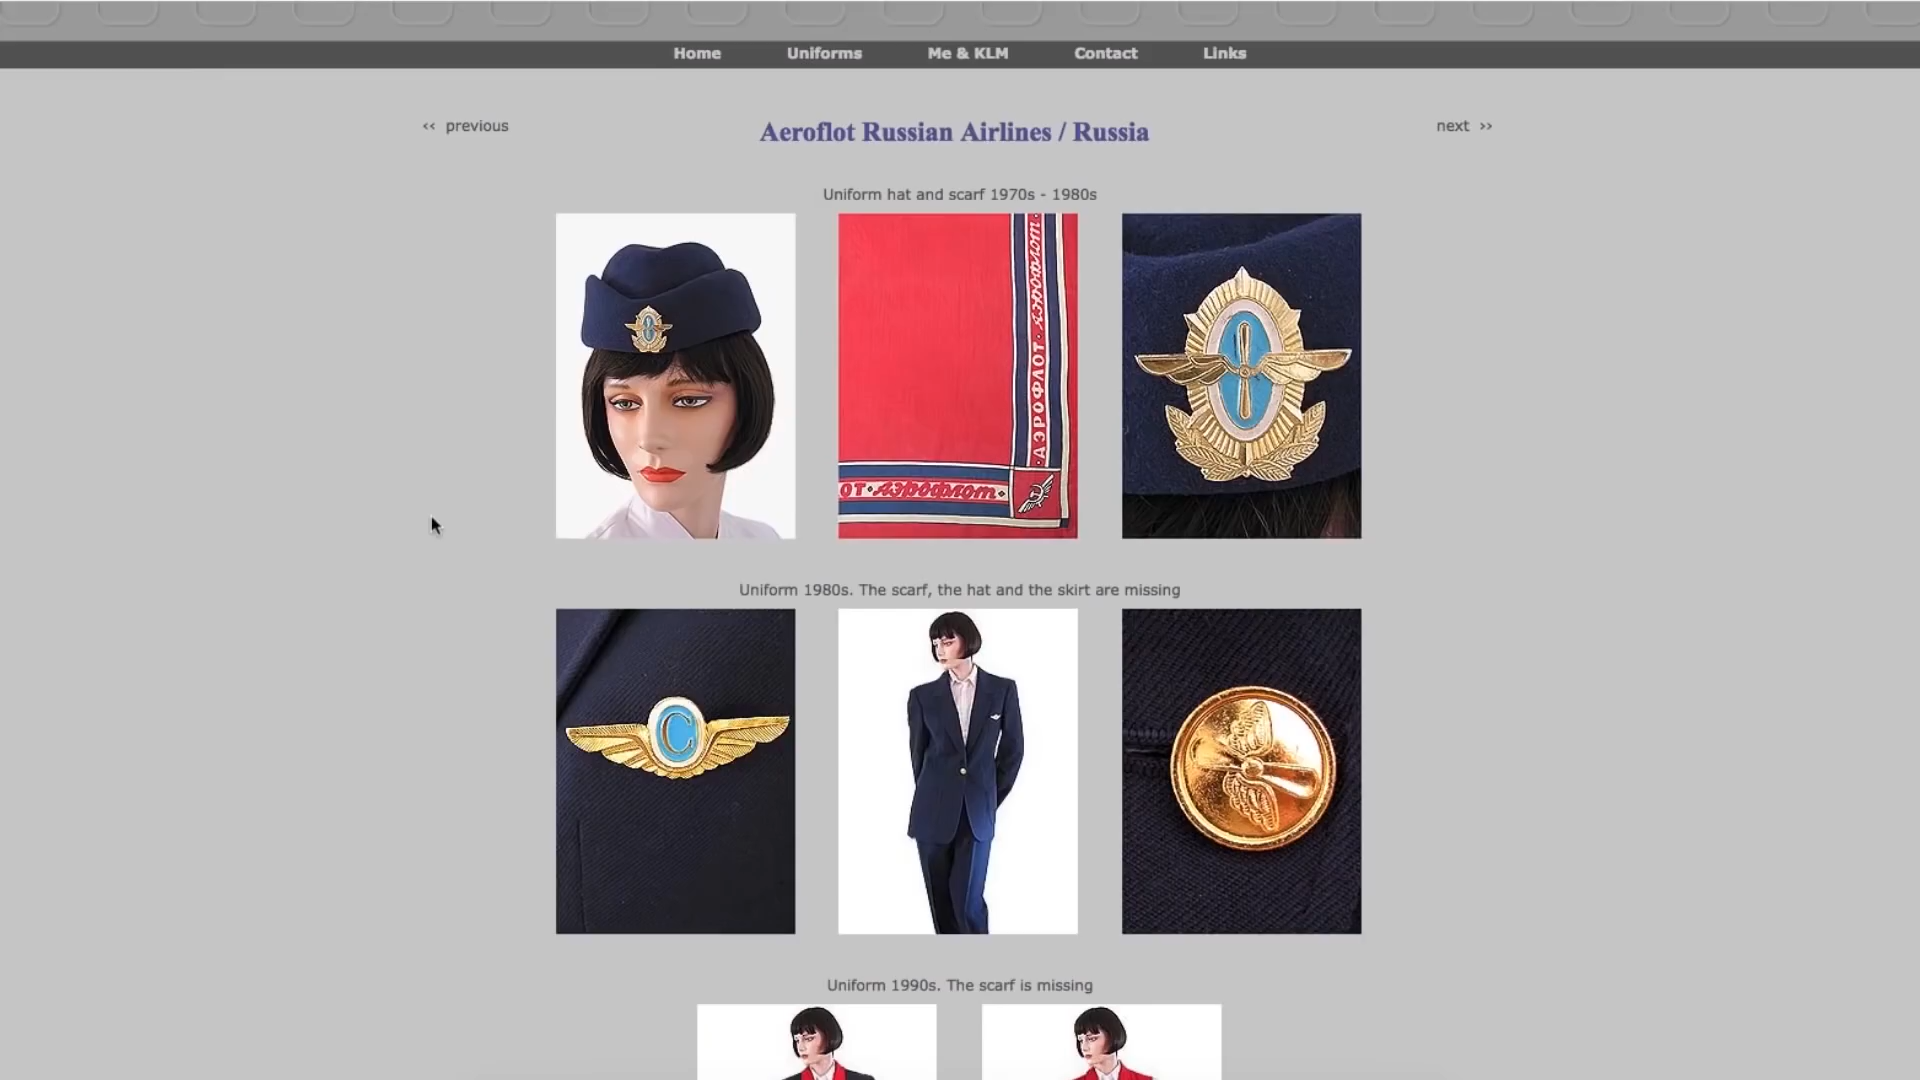 Home Uniforms Me & KLM Contact Links
<< previous Aeroflot Russian Airlines / Russia next >>
Uniform hat and scarf 1970s - 1980s
Аэрофлот
АЭРОФЛОТ
ОТ Аэрофлот
Uniform 1980s. The scarf, the hat and the skirt are missing
С
Uniform 1990s. The scarf is missing